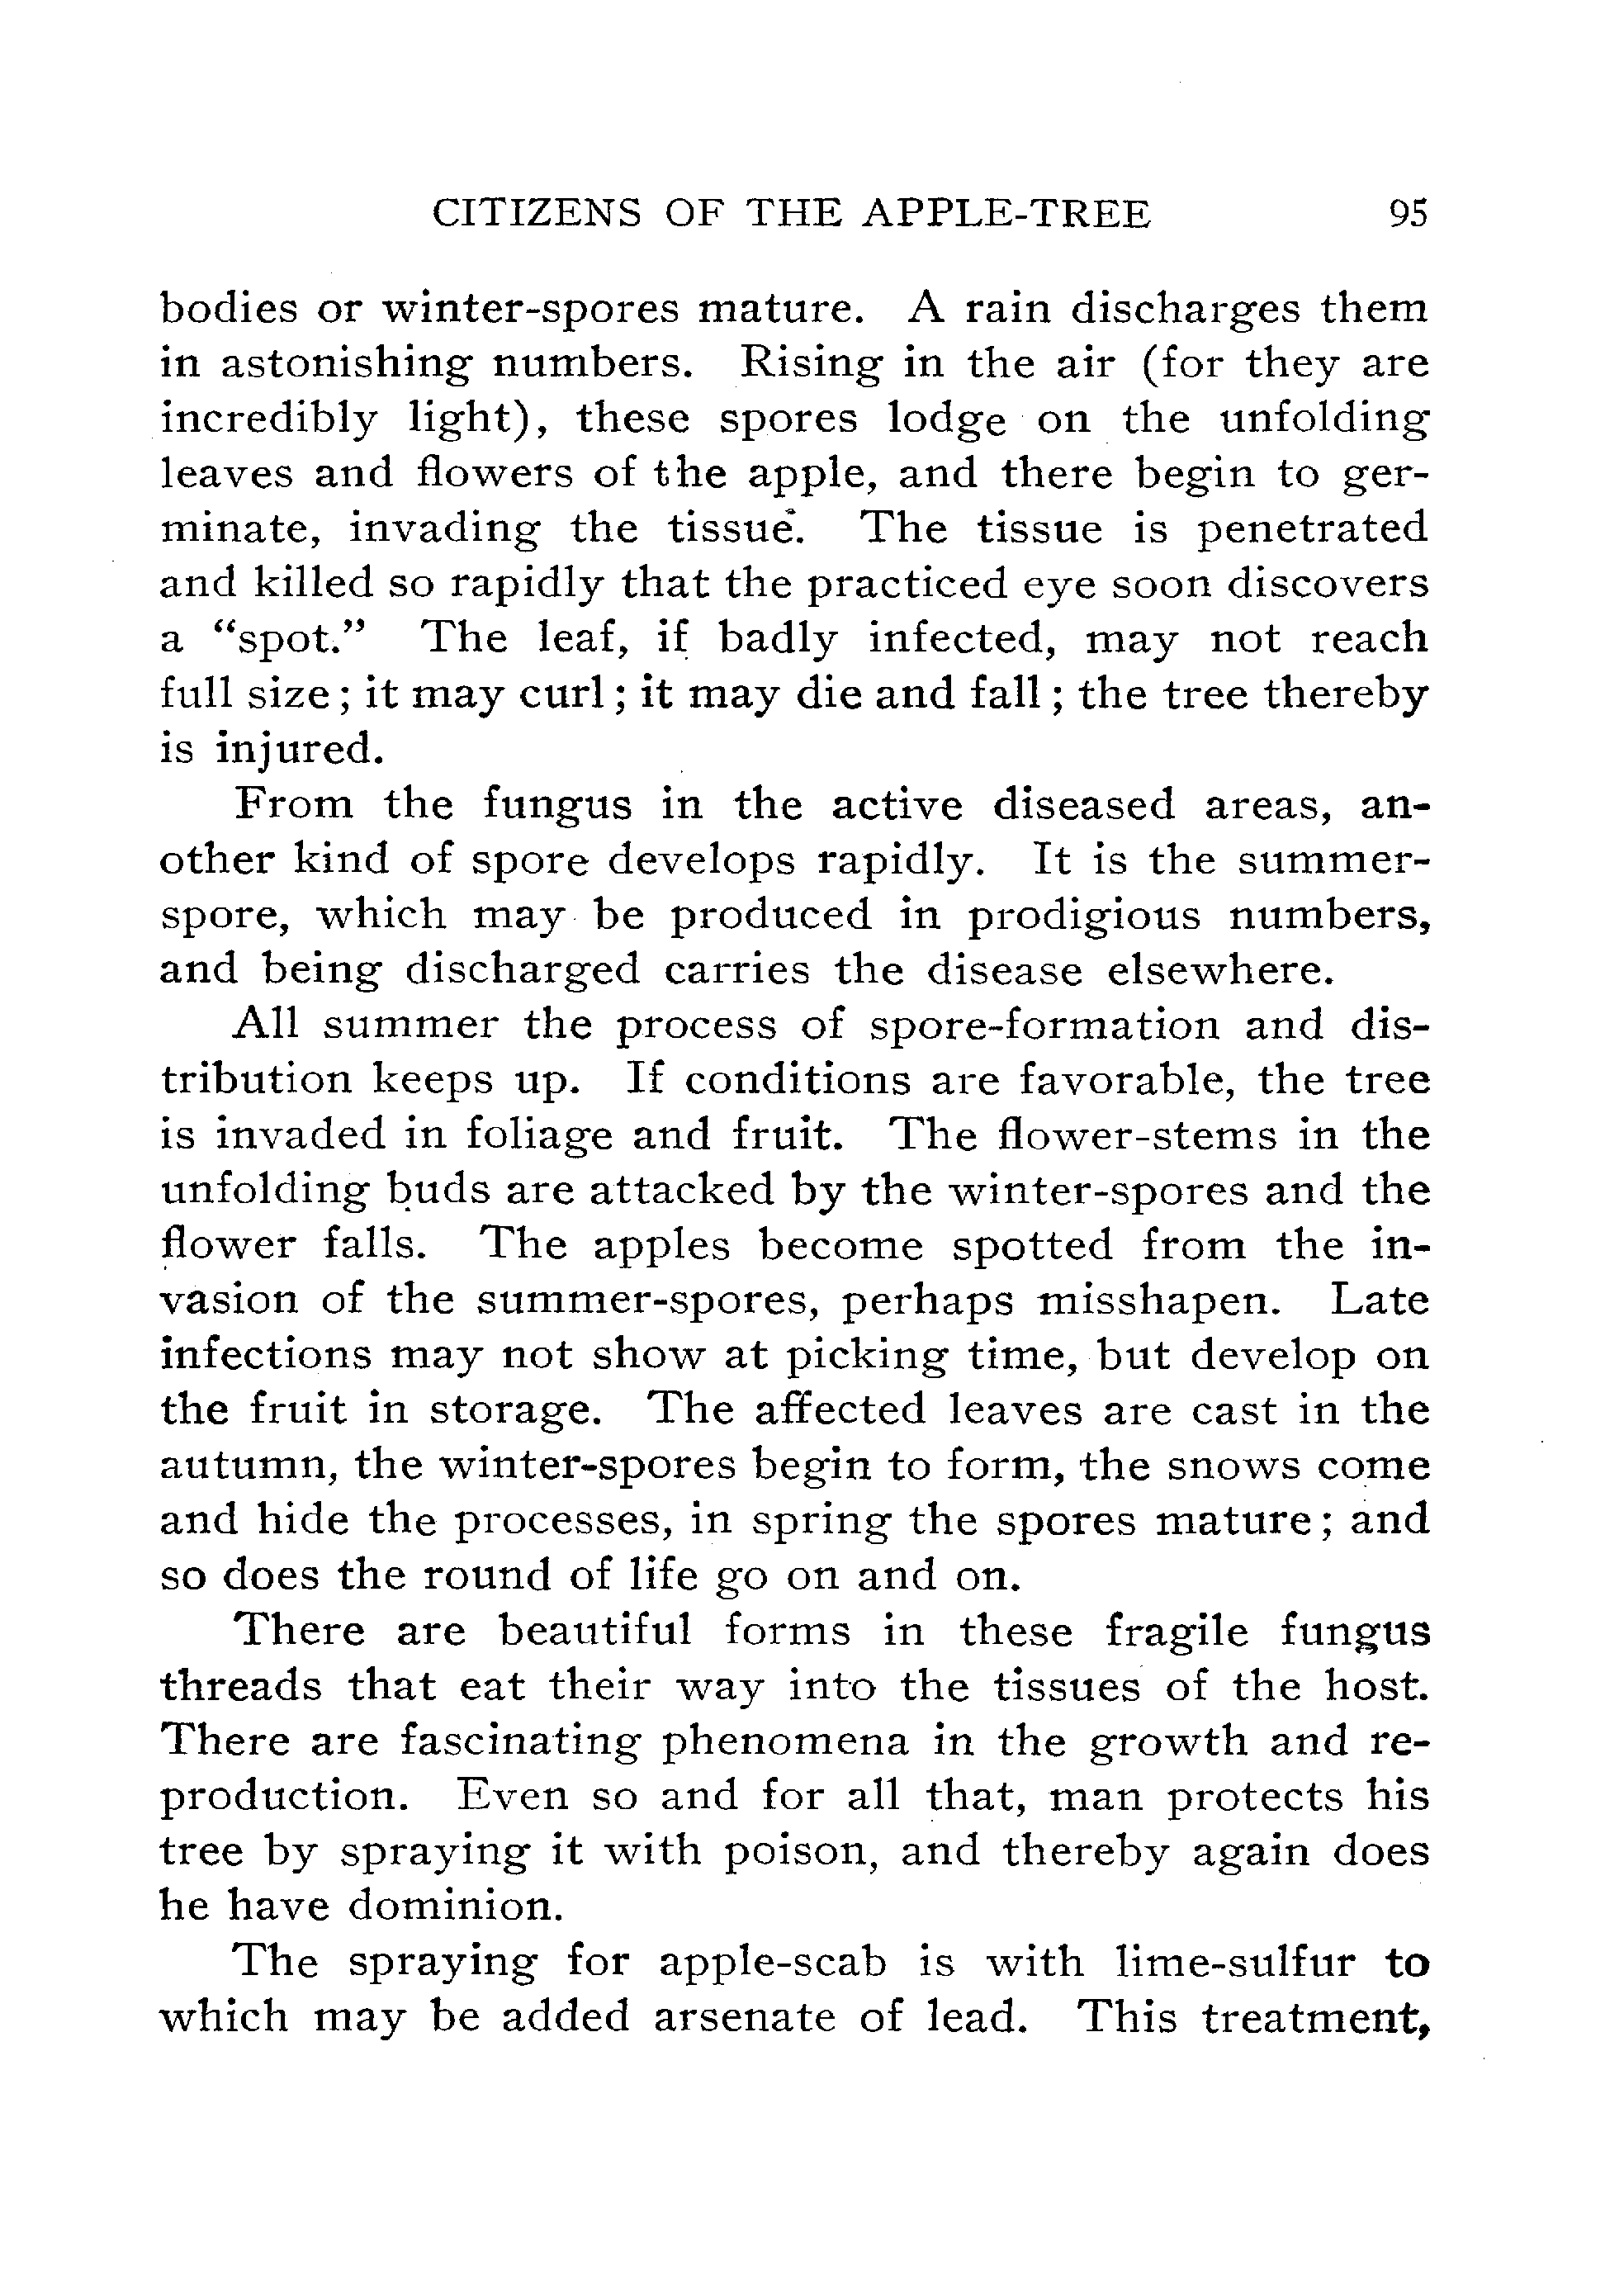 CITIZENS OF THE APPLE-TREE 95
bodies or winter-spores mature. A rain discharges them
in astonishing numbers. Rising in the air (for they are
incredibly light), these spores lodge on the unfolding
leaves and flowers of the apple, and there begin to ger-
minate, invading the tissue. The tissue is penetrated
and killed so rapidly that the practiced eye soon discovers
a “spot.” The leaf, if badly infected, may not reach
full size; it may curl; it may die and fall; the tree thereby
is injured.
From the fungus in the active diseased areas, an-
other kind of spore develops rapidly. It is the summer-
spore, which may be produced in prodigious numbers,
and being discharged carries the disease elsewhere.
All summer the process of spore-formation and dis-
tribution keeps up. If conditions are favorable, the tree
is invaded in foliage and fruit. The flower-stems in the
unfolding buds are attacked by the winter-spores and the
flower falls. The apples become spotted from the in-
vasion of the summer-spores, perhaps misshapen. Late
infections may not show at picking time, but develop on
the fruit in storage. The affected leaves are cast in the
autumn, the winter-spores begin to form, the snows come
and hide the processes, in spring the spores mature; and
so does the round of life go on and on.
There are beautiful forms in these fragile fungus
threads that eat their way into the tissues of the host.
There are fascinating phenomena in the growth and re-
production. Even so and for all that, man protects his
tree by spraying it with poison, and thereby again does
he have dominion.
The spraying for apple-scab is with lime-sulfur to
which may be added arsenate of lead. This treatment,